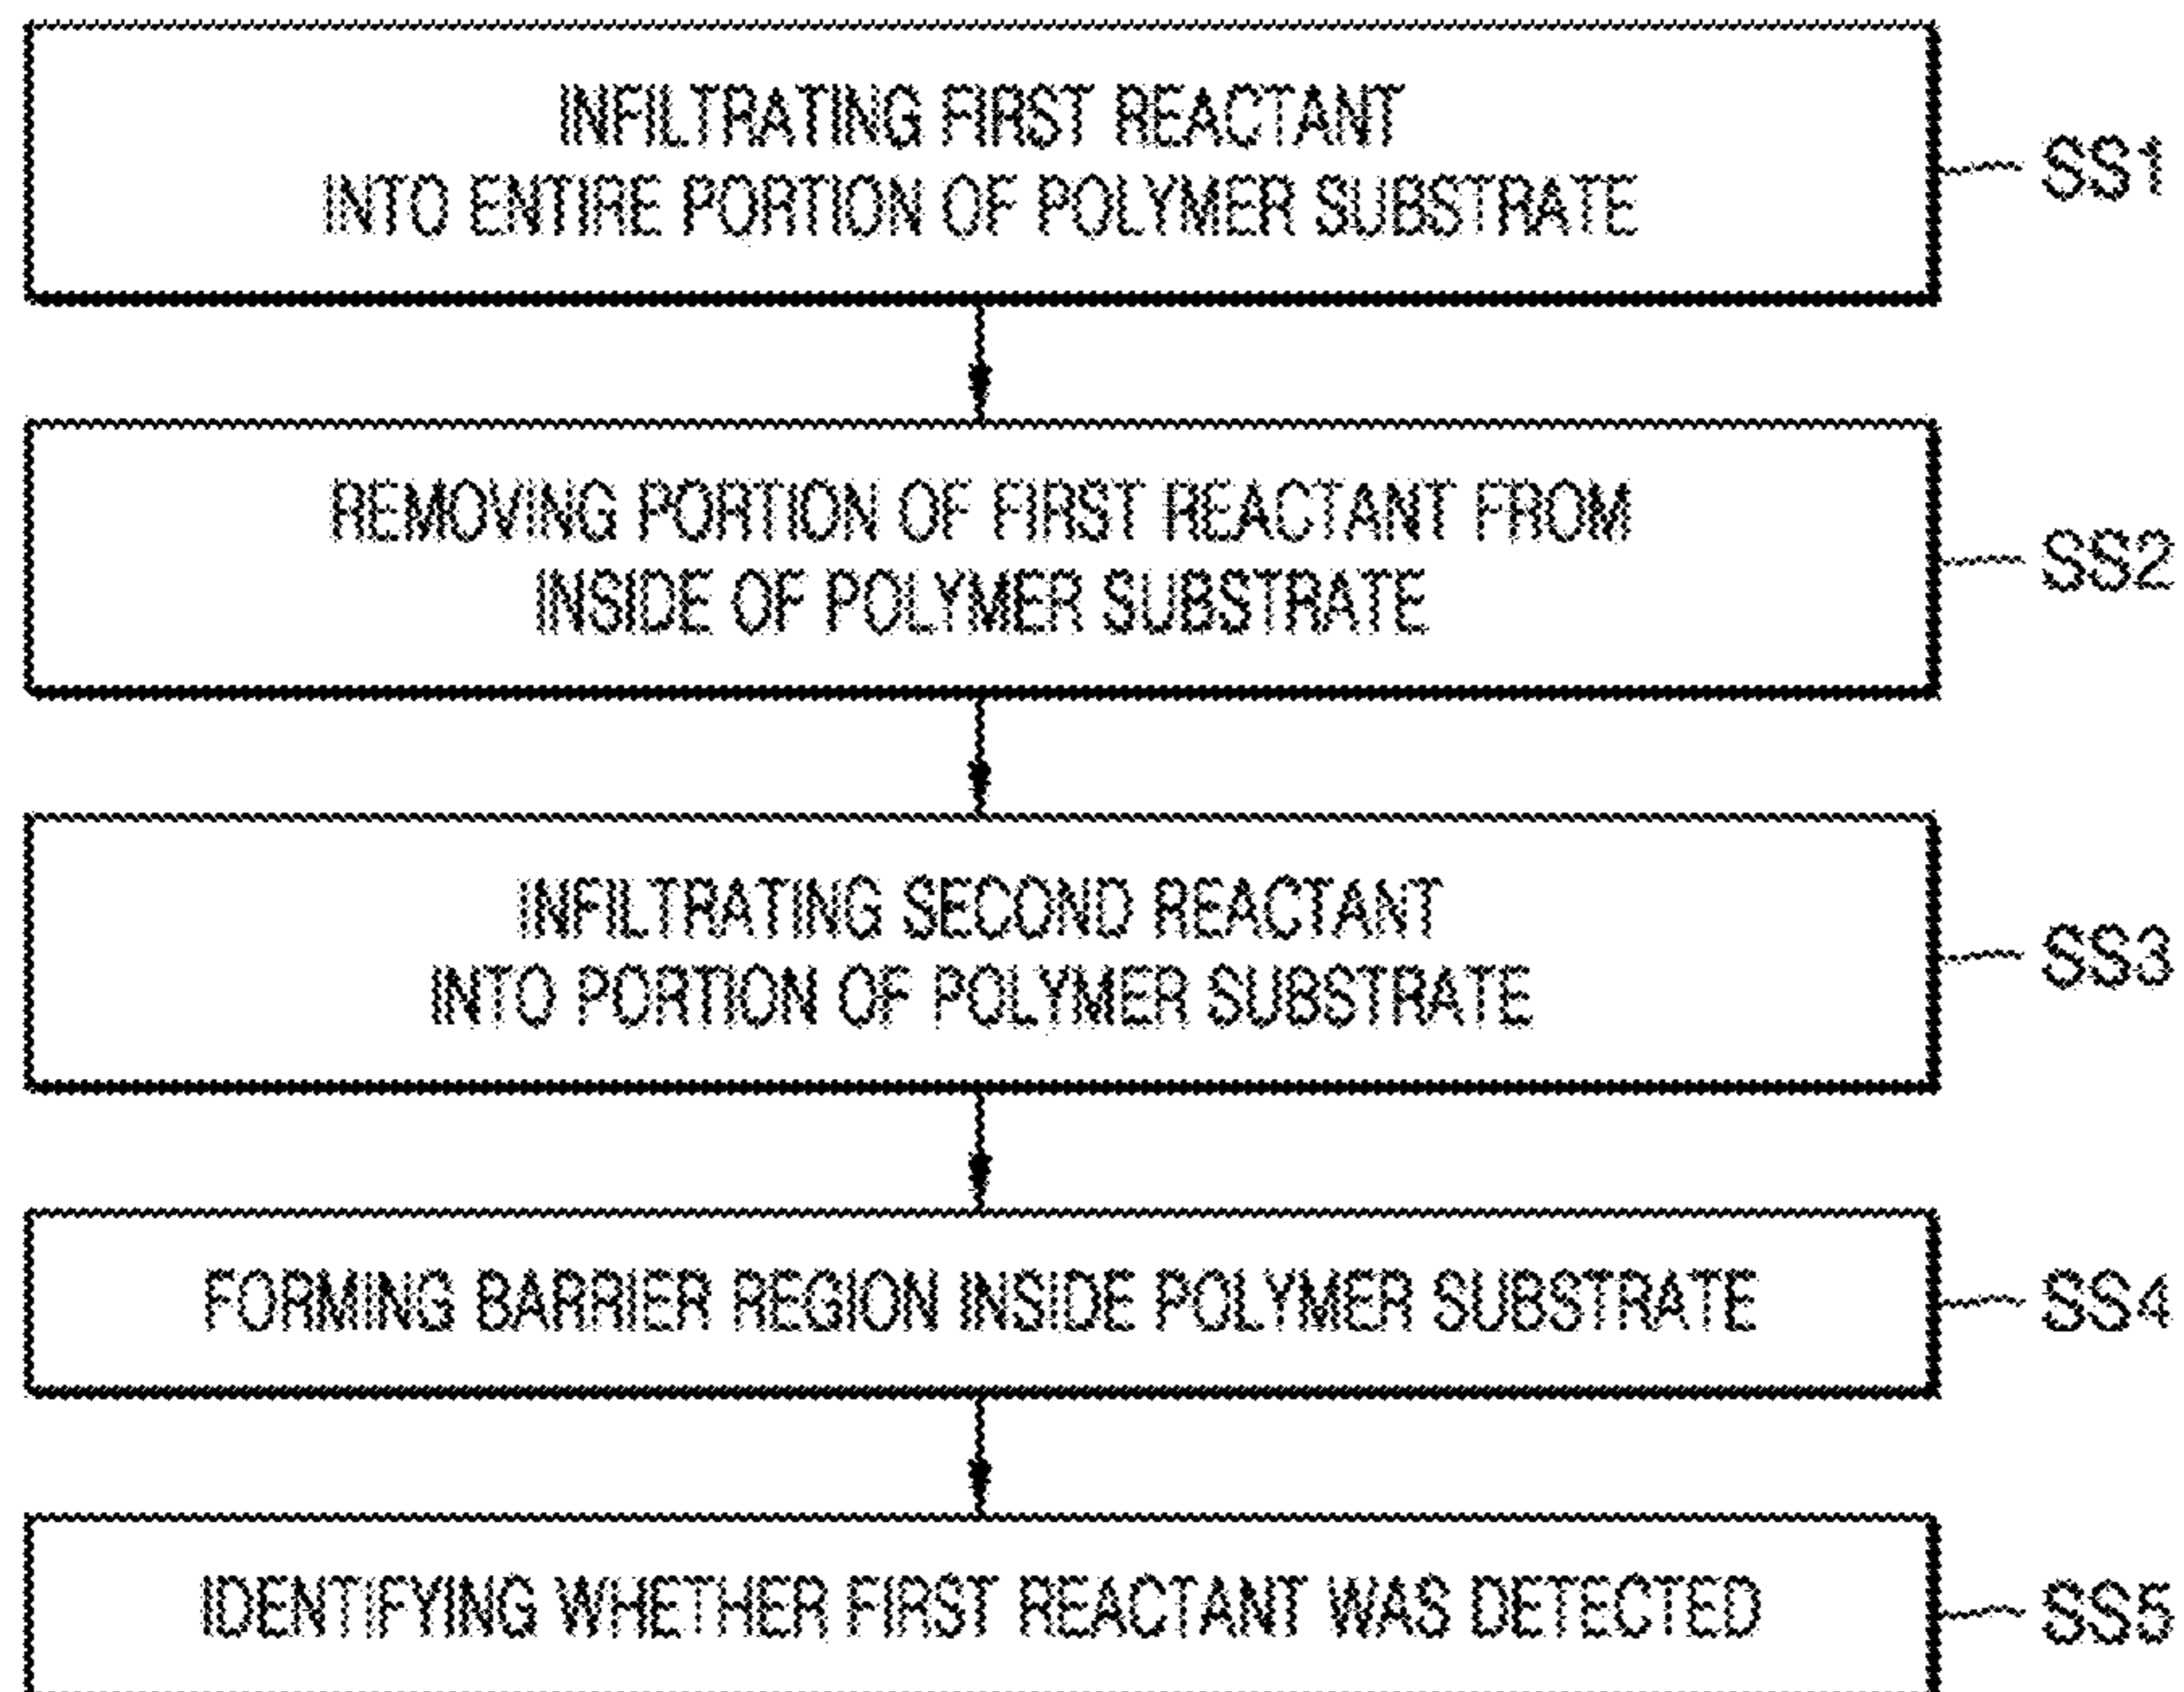 INFILTRATING FIRST REACTANT
INTO ENTIRE PORTION OF POLYMER SUBSTRATE
SS1
REMOVING PORTION OF FIRST REACTANT FROM
INSIDE OF POLYMER SUBSTRATE
SS2
INFILTRATING SECOND REACTANT
INTO PORTION OF POLYMER SUBSTRATE
SS3
FORMING BARRIER REGION INSIDE POLYMER SUBSTRATE
SS4
IDENTIFYING WHETHER FIRST REACTANT WAS DETECTED
SS5